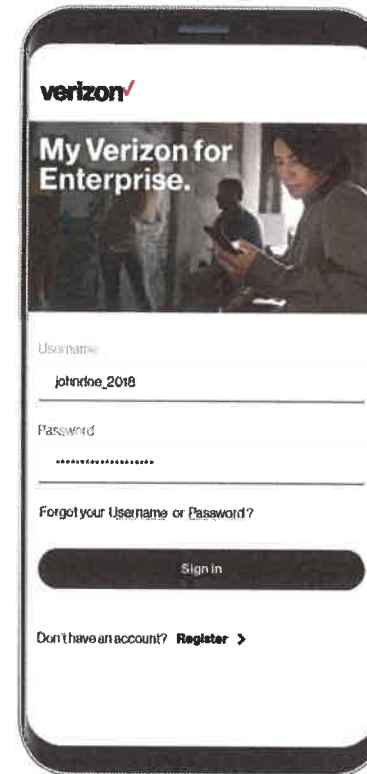 verizon✓
My Verizon for
Enterprise.
Username
johndoe_2018
Password
••••••••••••••••••••
Forgot your Username or Password?
Sign in
Don't have an account? Register >